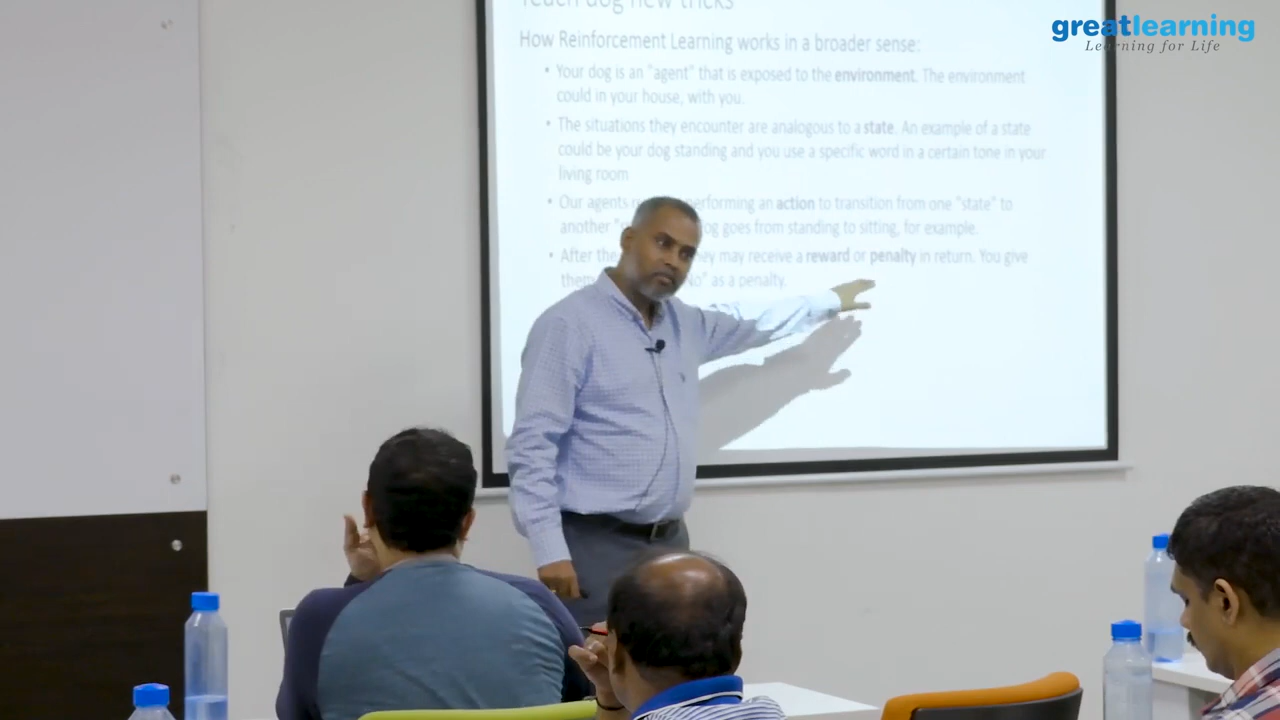 greatlearning
Learning for Life
Teach dog new tricks
How Reinforcement Learning works in a broader sense:
• Your dog is an "agent" that is exposed to the environment. The environment
could in your house, with you.
• The situations they encounter are analogous to a state. An example of a state
could be your dog standing and you use a specific word in a certain tone in your
living room
• Our agents performing an action to transition from one "state" to
another goes from standing to sitting, for example.
• After the may receive a reward or penalty in return. You give
"No" as a penalty.